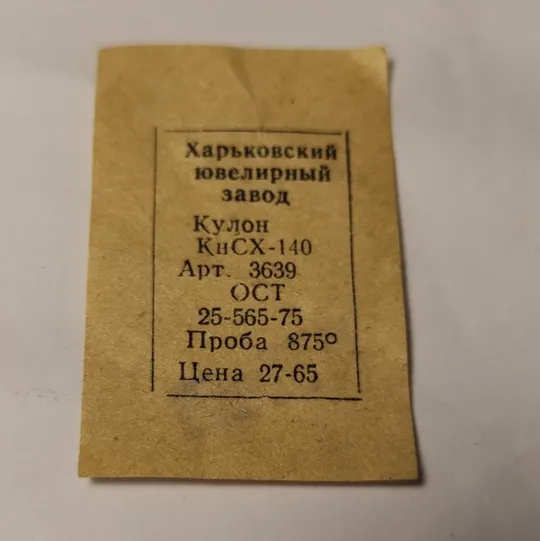 Харьковский
ювелирный
завод
Кулон
КнСХ-140
Арт. 3639
ОСТ
25-565-75
Проба 875°
Цена 27-65